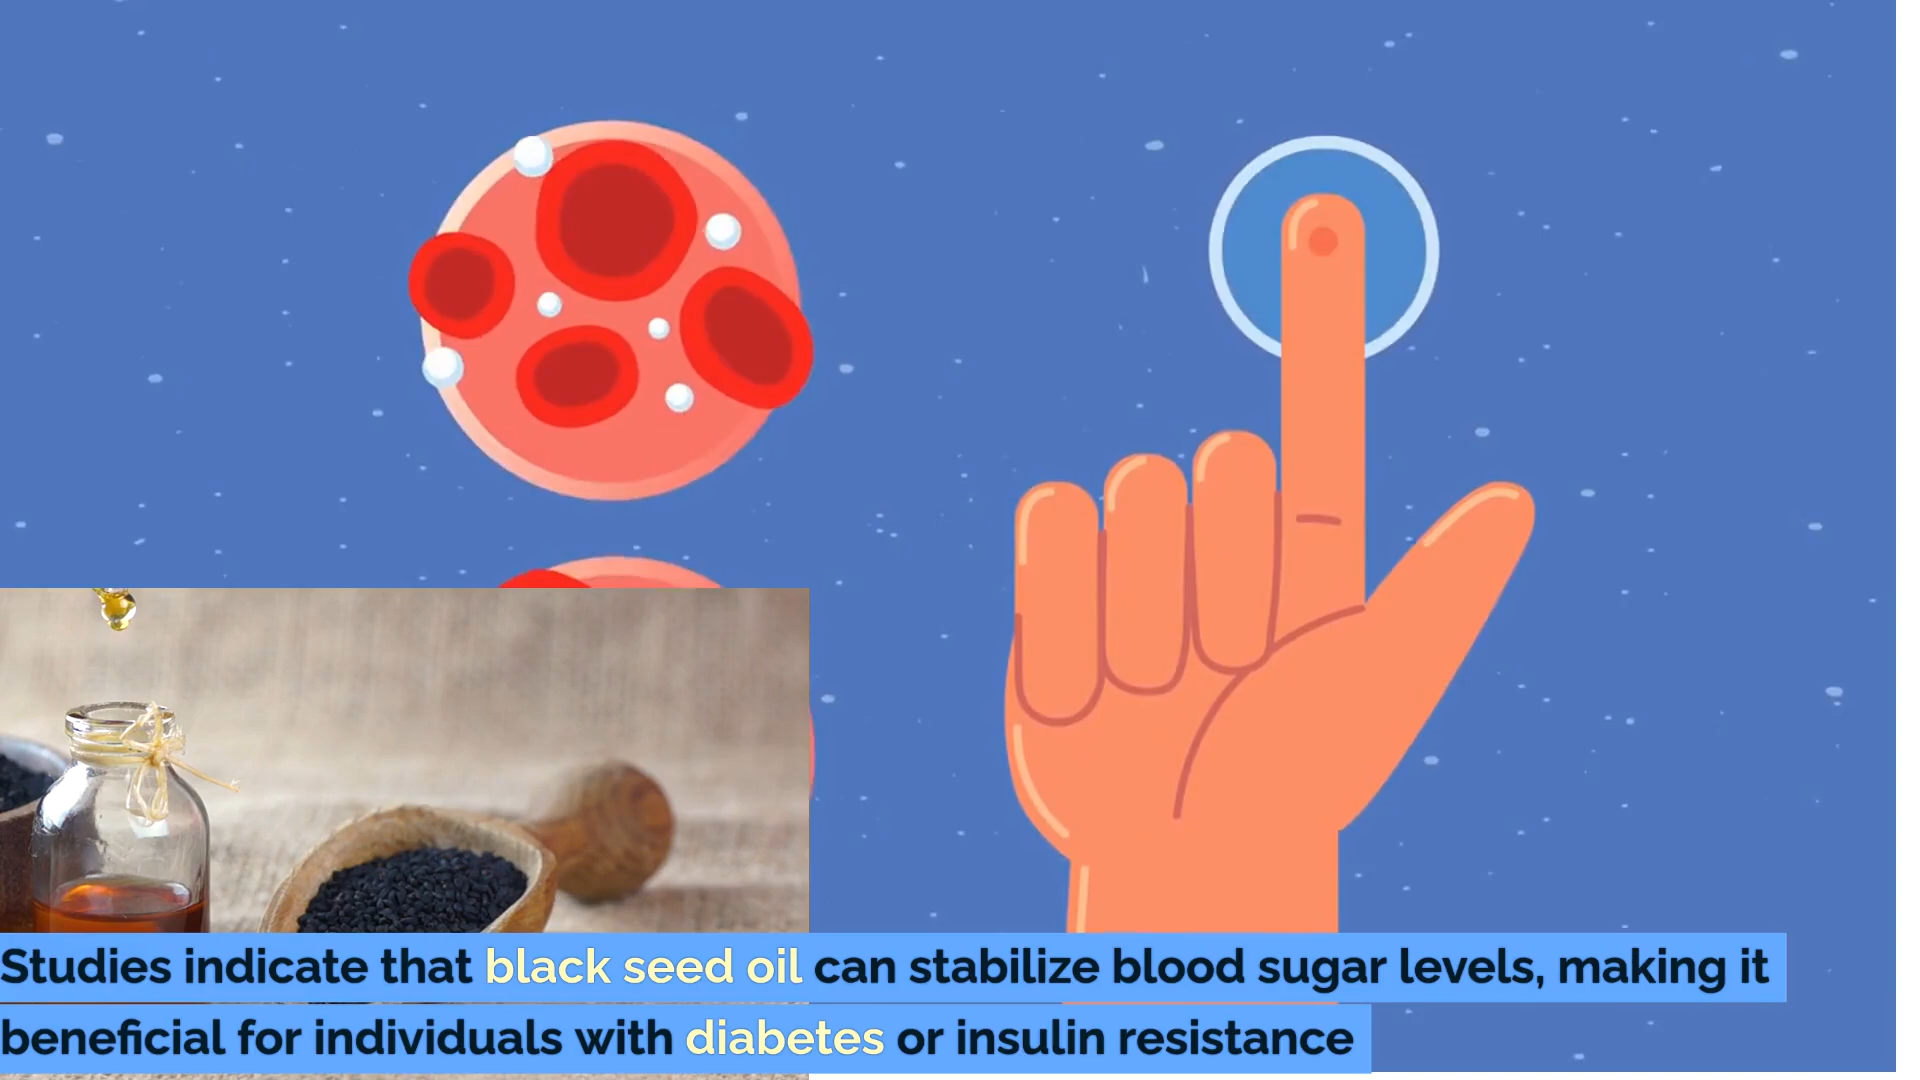 Studies indicate that black seed oil can stabilize blood sugar levels, making it
beneficial for individuals with diabetes or insulin resistance